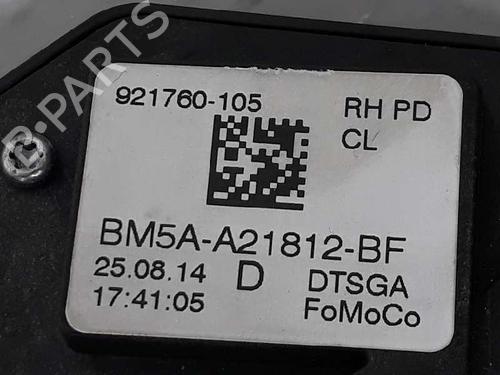 B-PARTS
921760-105 RH PD
CL
BM5A-A21812-BF
25.08.14 D DTSGA
17:41:05 FoMoCo